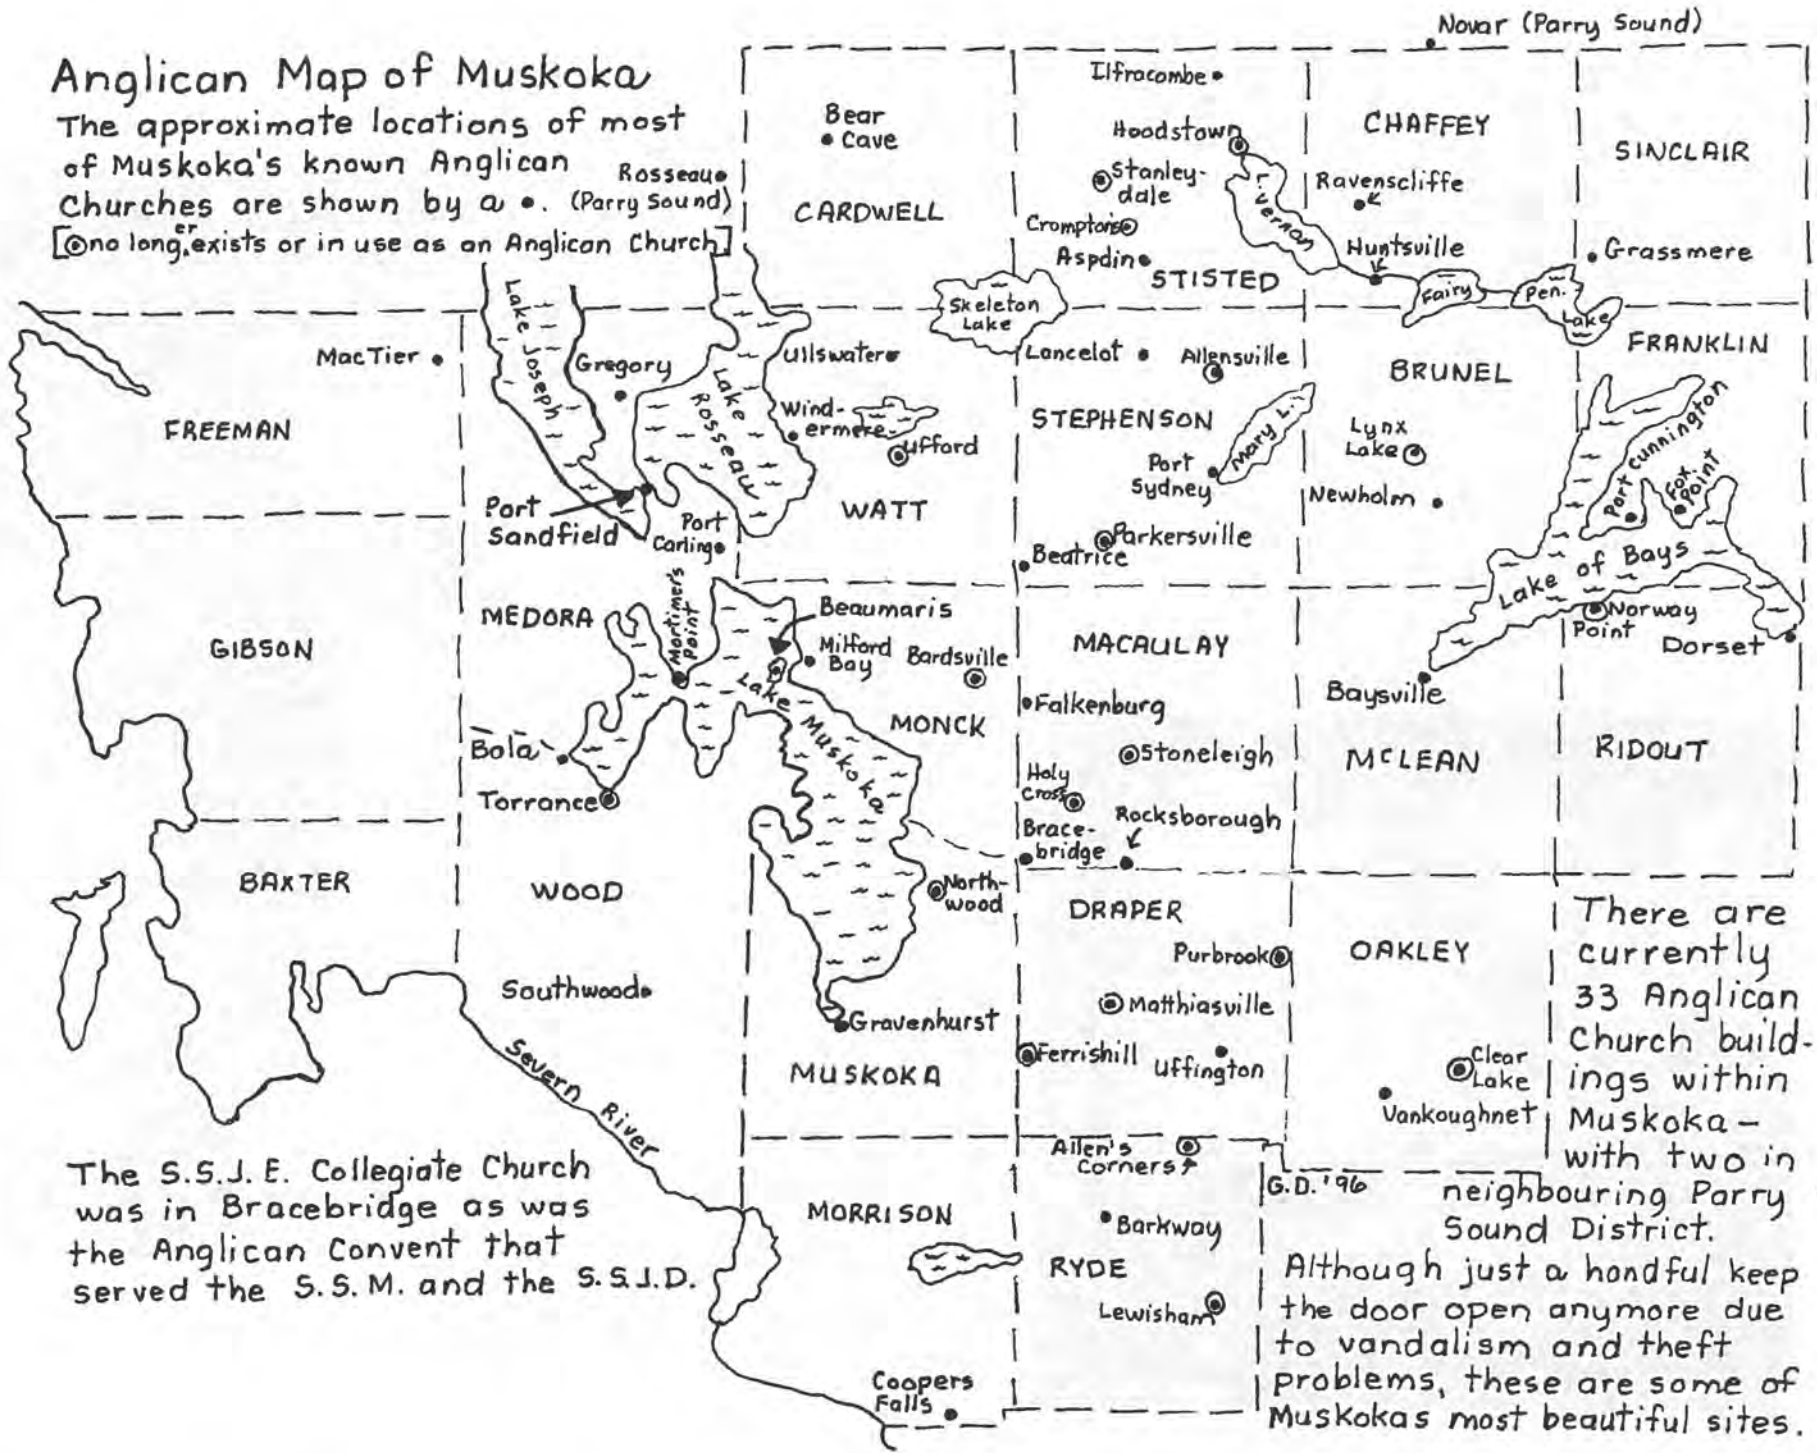 Novar (Parry Sound)
Anglican Map of Muskoka
The approximate locations of most
of Muskoka's known Anglican
Churches are shown by a •.
[◉no longer exists or in use as an Anglican Church]
Rosseau
(Parry Sound)
Bear
Cave
CARDWELL
Ilfracombe
Hoodstown
Stanley-
dale
Cromptons
Aspdin
STISTED
L. Vernon
CHAFFEY
Ravenscliffe
Huntsville
Fairy
Pen.
Lake
SINCLAIR
Grassmere
Skeleton
Lake
MacTier
FREEMAN
Lake Joseph
Gregory
Lake
Rosseau
Ullswater
Wind-
ermere
Ufford
WATT
Port
Sandfield
Port
Carling
Lancelot
Allensville
STEPHENSON
Mary L.
Port
Sydney
Parkersville
Beatrice
BRUNEL
Lynx
Lake
Newholm
FRANKLIN
Port Cunnington
Fox
Point
Lake of Bays
Norway
Point
Dorset
GIBSON
MEDORA
Mortimer's
Point
Beaumaris
Milford
Bay
Bardsville
Lake Muskoka
MONCK
Bala
Torrance
MACAULAY
Falkenburg
Stoneleigh
Holy
Cross
Rocksborough
Brace-
bridge
Baysville
MCLEAN
RIDOUT
BAXTER
WOOD
Southwood
North-
wood
Gravenhurst
MUSKOKA
Severn River
DRAPER
Purbrook
Matthiasville
Ferrishill
Uffington
OAKLEY
Clear
Lake
Vankoughnet
Allen's
Corners
MORRISON
Barkway
RYDE
Lewisham
Coopers
Falls
G.D. '96
The S.S.J.E. Collegiate Church
was in Bracebridge as was
the Anglican Convent that
served the S.S.M. and the S.S.J.D.
There are
currently
33 Anglican
Church build-
ings within
Muskoka –
with two in
neighbouring Parry
Sound District.
Although just a handful keep
the door open anymore due
to vandalism and theft
problems, these are some of
Muskokas most beautiful sites.